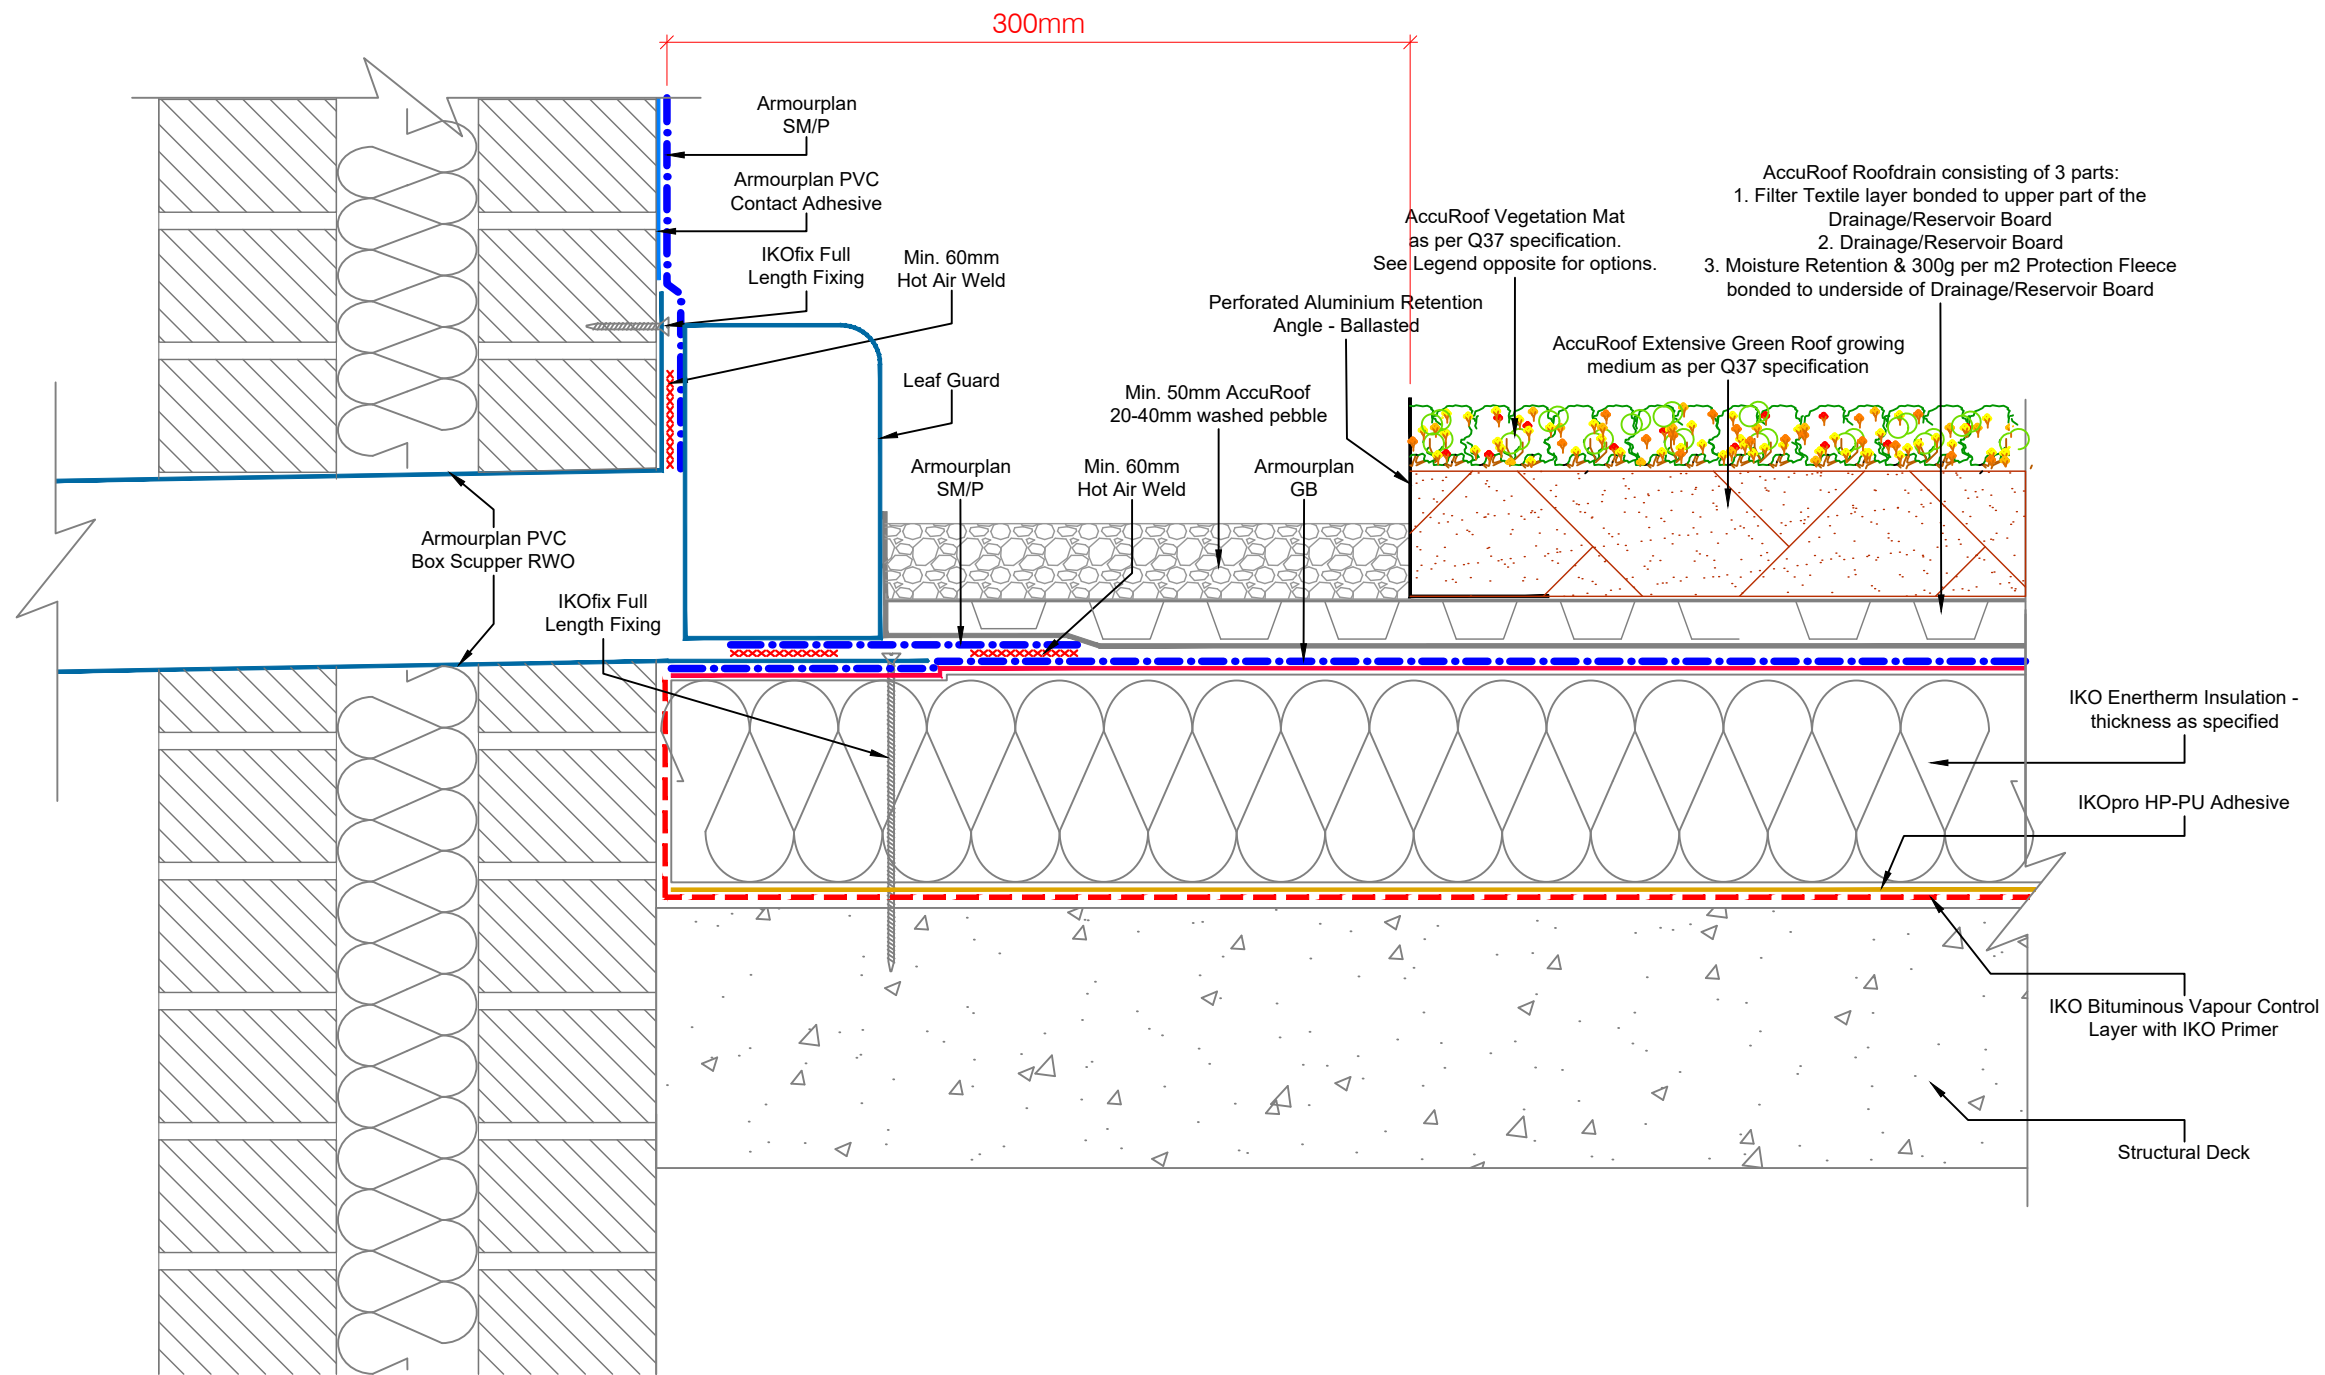 300mm
Armourplan
SM/P
Armourplan PVC
Contact Adhesive
IKOfix Full
Length Fixing
Min. 60mm
Hot Air Weld
Leaf Guard
AccuRoof Vegetation Mat
as per Q37 specification.
See Legend opposite for options.
Perforated Aluminium Retention
Angle - Ballasted
AccuRoof Roofdrain consisting of 3 parts:
1. Filter Textile layer bonded to upper part of the
Drainage/Reservoir Board
2. Drainage/Reservoir Board
3. Moisture Retention & 300g per m2 Protection Fleece
bonded to underside of Drainage/Reservoir Board
AccuRoof Extensive Green Roof growing
medium as per Q37 specification
Min. 50mm AccuRoof
20-40mm washed pebble
Armourplan
SM/P
Min. 60mm
Hot Air Weld
Armourplan
GB
Armourplan PVC
Box Scupper RWO
IKOfix Full
Length Fixing
IKO Enertherm Insulation -
thickness as specified
IKOpro HP-PU Adhesive
IKO Bituminous Vapour Control
Layer with IKO Primer
Structural Deck